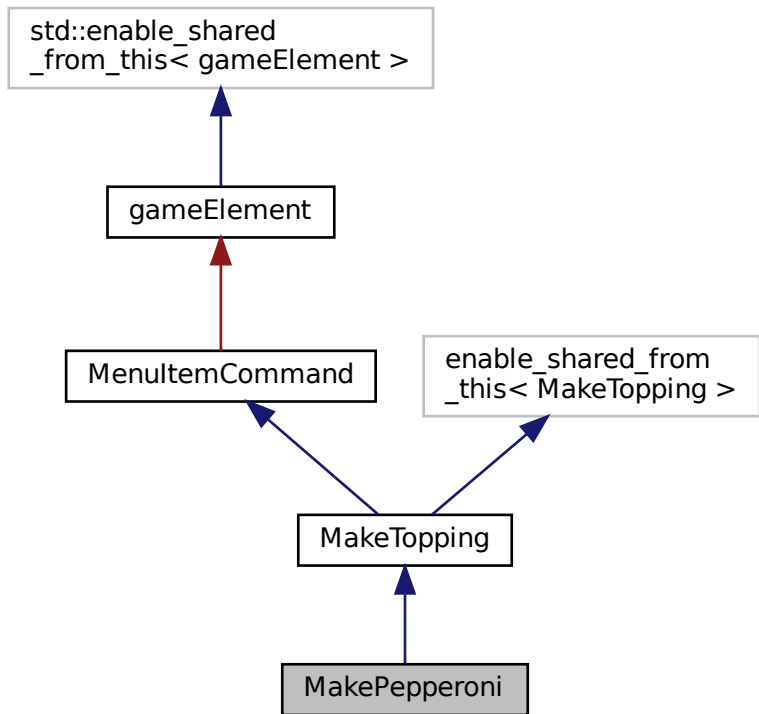 std::enable_shared
_from_this< gameElement >
gameElement
MenuItemCommand
enable_shared_from
_this< MakeTopping >
MakeTopping
MakePepperoni